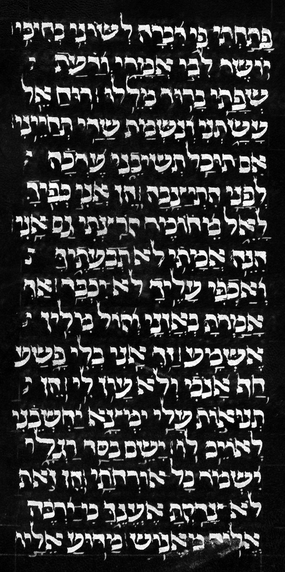 פתחתי פי דברה לשוני בחכי
וישר לבי אמרי ודעת
שפתי ברור מללו רוח אל
עשתני ונשמת שדי תחיני
אם תוכל תשיבני ערכה
לפני התיצבה הן אני כפיך
לאל מחמר קרצתי גם אני
הנה אמתי לא תבעתך
ואכפי עליך לא יכבד אך
אמרת באזני וקול מלין
אשמע זך אני בלי פשע
חף אנכי ולא עון לי הן
תנואות עלי ימצא יחשבני
לאויב לו ישם בסד רגלי
ישמר כל ארחתי הן זאת
לא צדקת אענך כי ירבה
אלוה מאנוש מדוע אליו